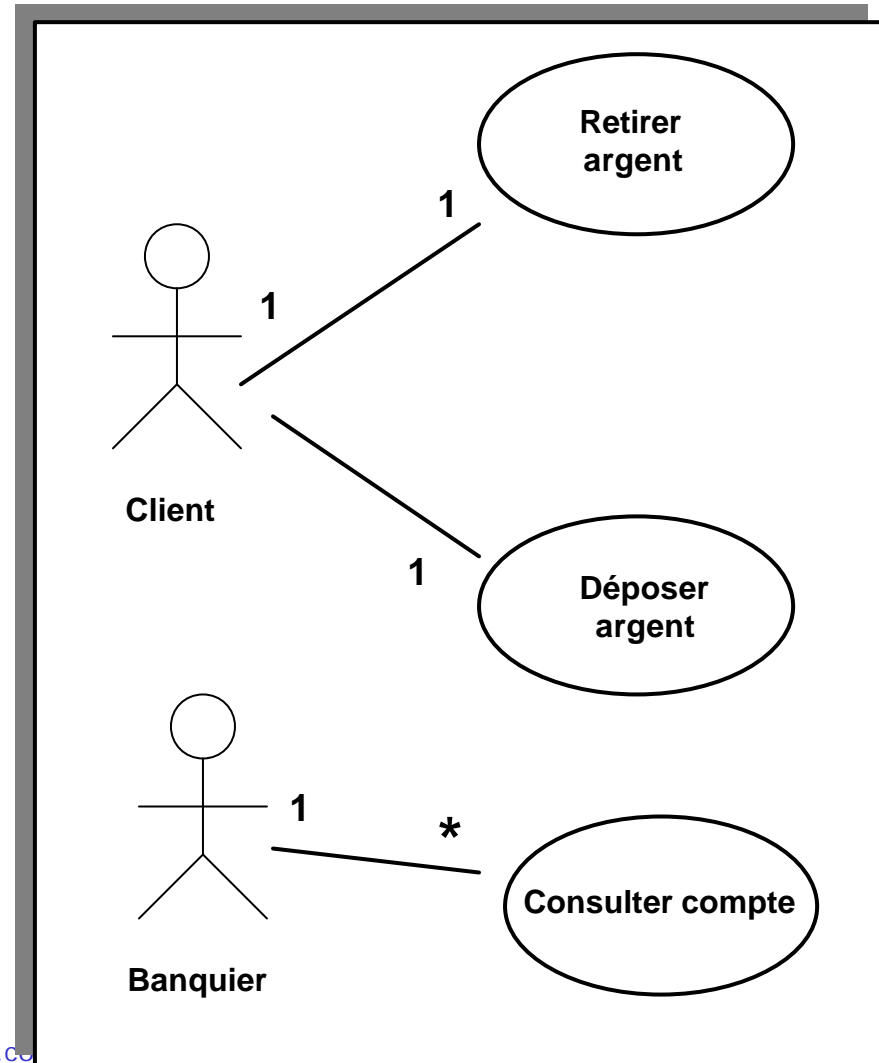 Retirer
argent
1
1
Client
1
Déposer
argent
1
*
Consulter compte
Banquier